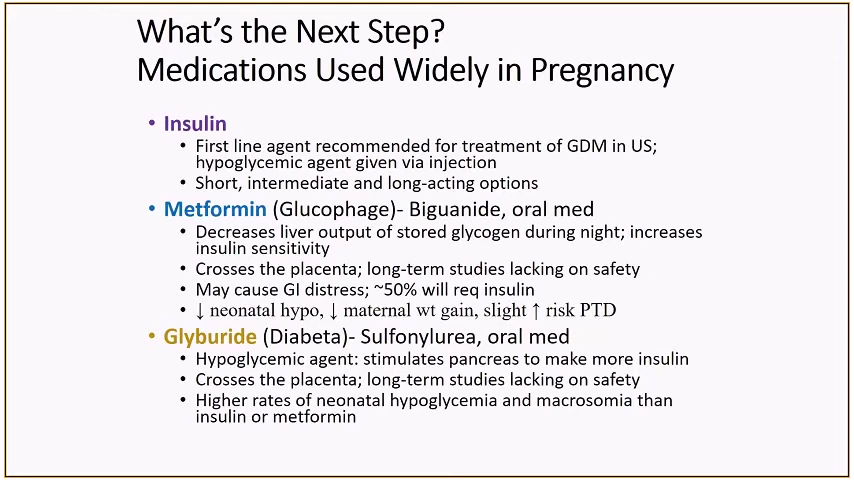 What's the Next Step?
Medications Used Widely in Pregnancy
• Insulin
• First line agent recommended for treatment of GDM in US;
hypoglycemic agent given via injection
• Short, intermediate and long-acting options
• Metformin (Glucophage)- Biguanide, oral med
• Decreases liver output of stored glycogen during night; increases
insulin sensitivity
• Crosses the placenta; long-term studies lacking on safety
• May cause GI distress; ~50% will req insulin
• ↓ neonatal hypo, ↓ maternal wt gain, slight ↑ risk PTD
• Glyburide (Diabeta)- Sulfonylurea, oral med
• Hypoglycemic agent: stimulates pancreas to make more insulin
• Crosses the placenta; long-term studies lacking on safety
• Higher rates of neonatal hypoglycemia and macrosomia than
insulin or metformin